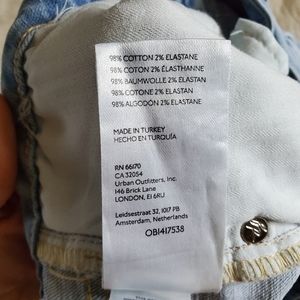 98% COTTON 2% ELASTANE
98% COTON 2% ÉLASTHANNE
98% BAUMWOLLE 2% ELASTAN
98% COTONE 2% ELASTAN
98% ALGODÓN 2% ELASTANE
MADE IN TURKEY
HECHO EN TURQUÍA
RN 66170
CA 32054
Urban Outfitters, Inc.
146 Brick Lane
LONDON, E1 6RU
Leidsestraat 32, 1017 PB
Amsterdam, Netherlands
OB1417538